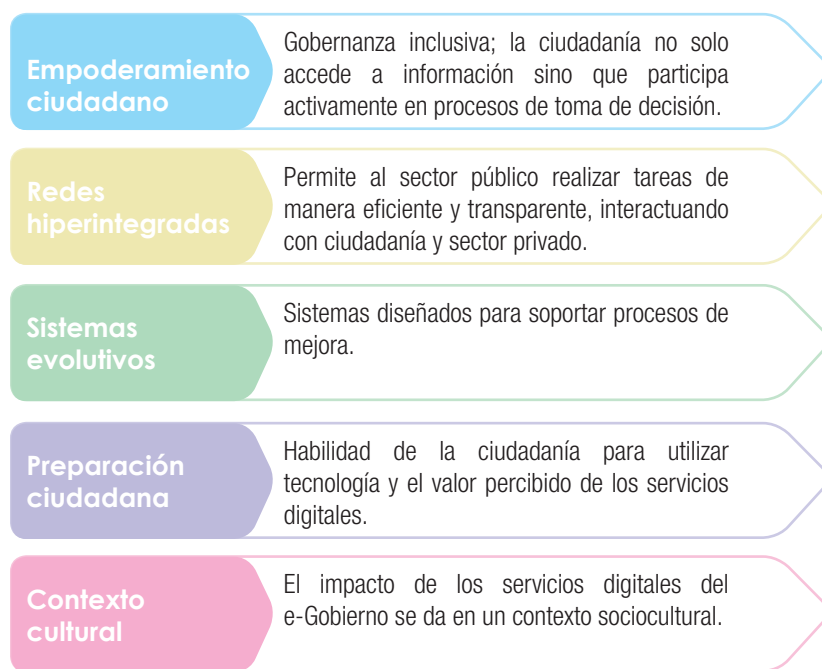 Empoderamiento
ciudadano
Gobernanza inclusiva; la ciudadanía no solo
accede a información sino que participa
activamente en procesos de toma de decisión.
Redes
hiperintegradas
Permite al sector público realizar tareas de
manera eficiente y transparente, interactuando
con ciudadanía y sector privado.
Sistemas
evolutivos
Sistemas diseñados para soportar procesos de
mejora.
Preparación
ciudadana
Habilidad de la ciudadanía para utilizar
tecnología y el valor percibido de los servicios
digitales.
Contexto
cultural
El impacto de los servicios digitales del
e-Gobierno se da en un contexto sociocultural.